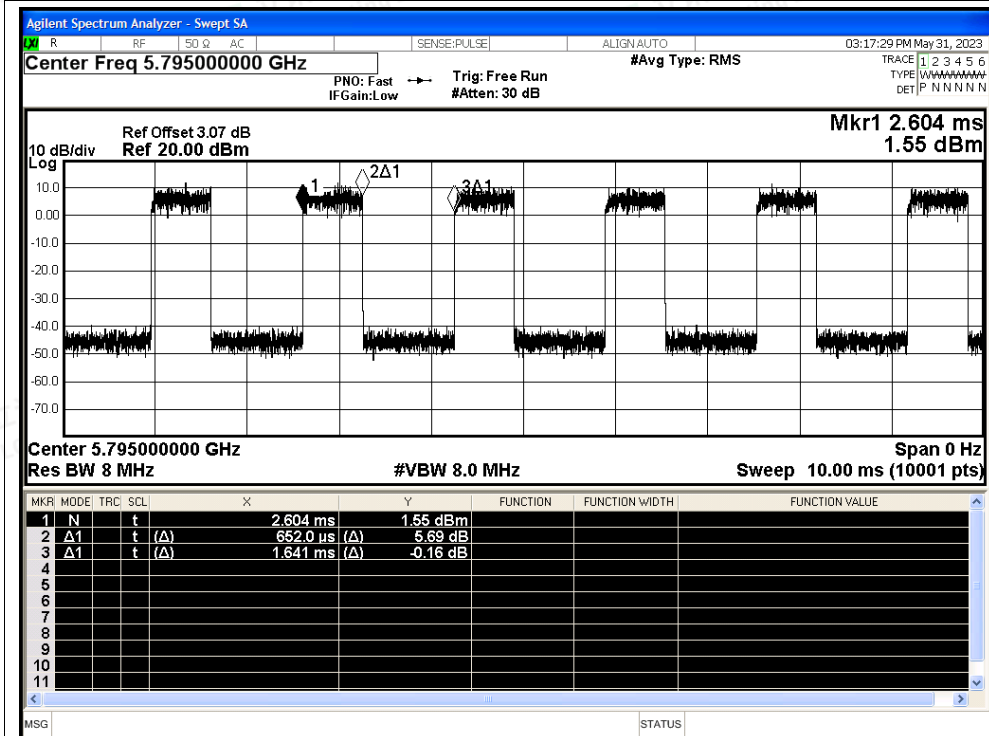 Agilent Spectrum Analyzer - Swept SA
LXI R RF 50 Ω AC SENSE:PULSE ALIGN AUTO 03:17:29 PM May 31, 2023
Center Freq 5.795000000 GHz #Avg Type: RMS TRACE 1 2 3 4 5 6
PNO: Fast Trig: Free Run TYPE WWWWWW
IFGain:Low #Atten: 30 dB DET P N N N N N
Mkr1 2.604 ms
Ref Offset 3.07 dB
10 dB/div Ref 20.00 dBm 1.55 dBm
Log
1 2Δ1 3Δ1
10.0
0.00
-10.0
-20.0
-30.0
-40.0
-50.0
-60.0
-70.0
Center 5.795000000 GHz Span 0 Hz
Res BW 8 MHz #VBW 8.0 MHz Sweep 10.00 ms (10001 pts)
MKR MODE TRC SCL X Y FUNCTION FUNCTION WIDTH FUNCTION VALUE
1 N t 2.604 ms 1.55 dBm
2 Δ1 t (Δ) 652.0 µs (Δ) 5.69 dB
3 Δ1 t (Δ) 1.641 ms (Δ) -0.16 dB
4
5
6
7
8
9
10
11
MSG STATUS